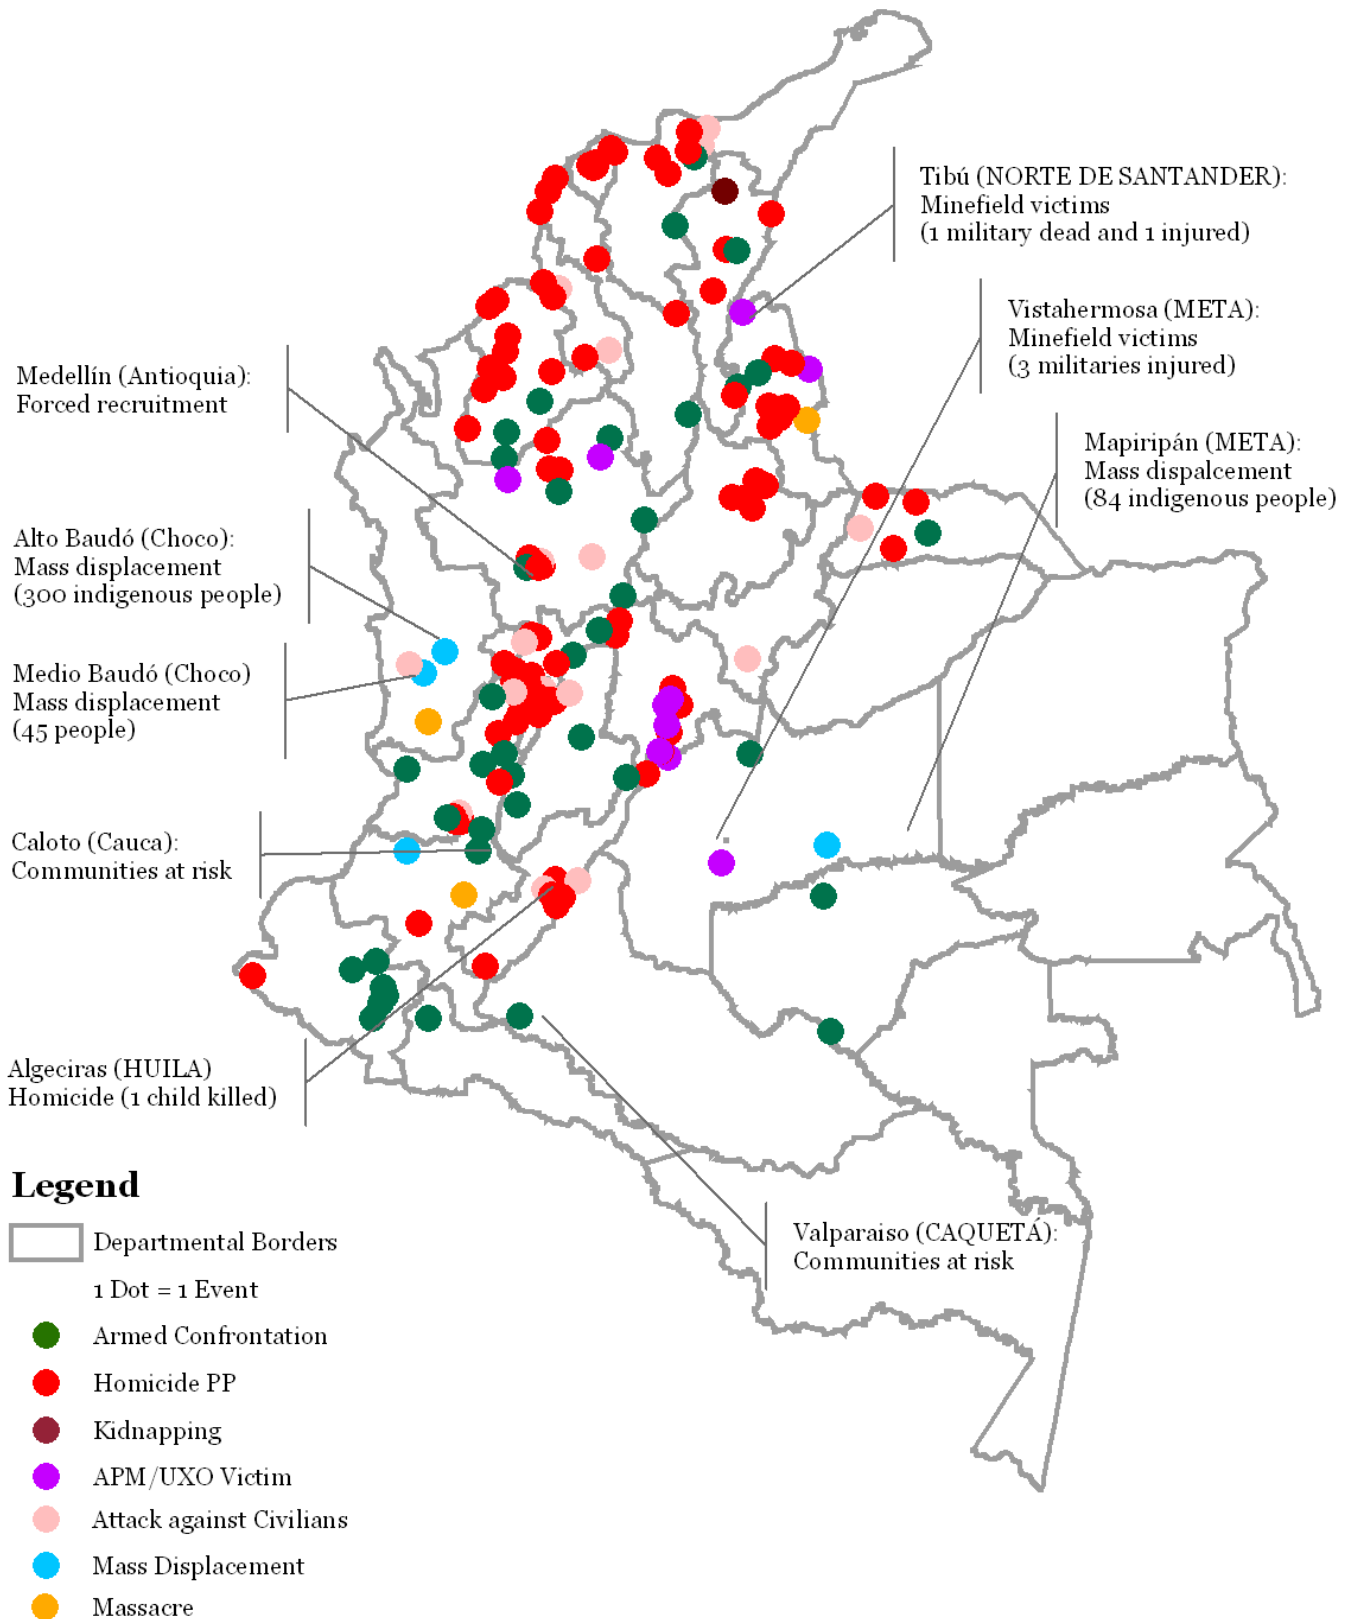 Tibú (NORTE DE SANTANDER):
Minefield victims
(1 military dead and 1 injured)
Vistahermosa (META):
Minefield victims
(3 militaries injured)
Medellín (Antioquia):
Forced recruitment
Mapiripán (META):
Mass dispalcement
(84 indigenous people)
Alto Baudó (Choco):
Mass displacement
(300 indigenous people)
Medio Baudó (Choco)
Mass displacement
(45 people)
Caloto (Cauca):
Communities at risk
Algeciras (HUILA)
Homicide (1 child killed)
Valparaiso (CAQUETÁ):
Communities at risk
Legend
Departmental Borders
1 Dot = 1 Event
Armed Confrontation
Homicide PP
Kidnapping
APM/UXO Victim
Attack against Civilians
Mass Displacement
Massacre